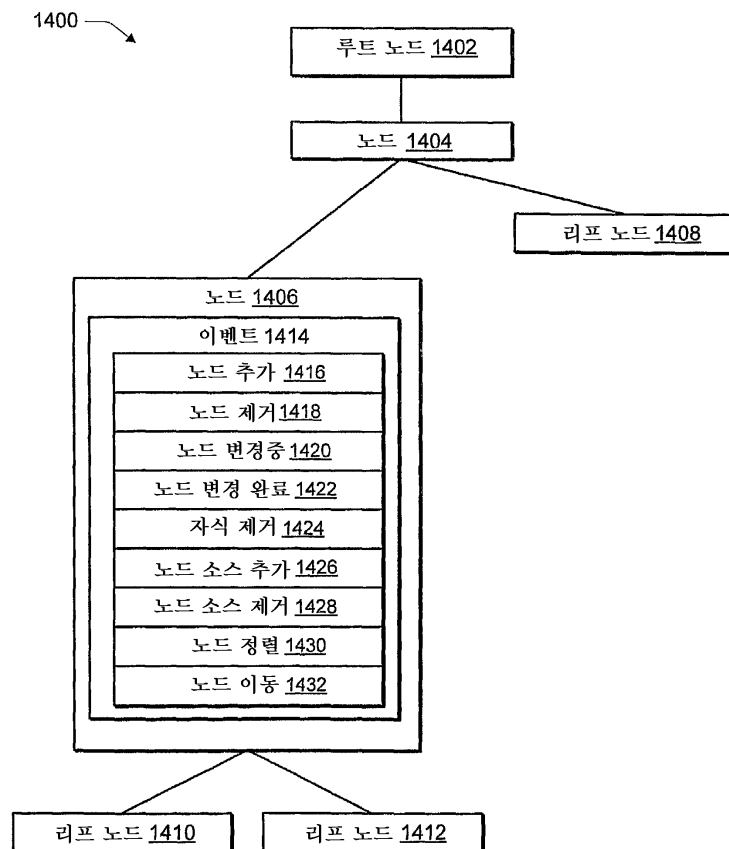 1400
루트 노드 1402
노드 1404
리프 노드 1408
노드 1406
이벤트 1414
노드 추가 1416
노드 제거 1418
노드 변경중 1420
노드 변경 완료 1422
자식 제거 1424
노드 소스 추가 1426
노드 소스 제거 1428
노드 정렬 1430
노드 이동 1432
리프 노드 1410
리프 노드 1412